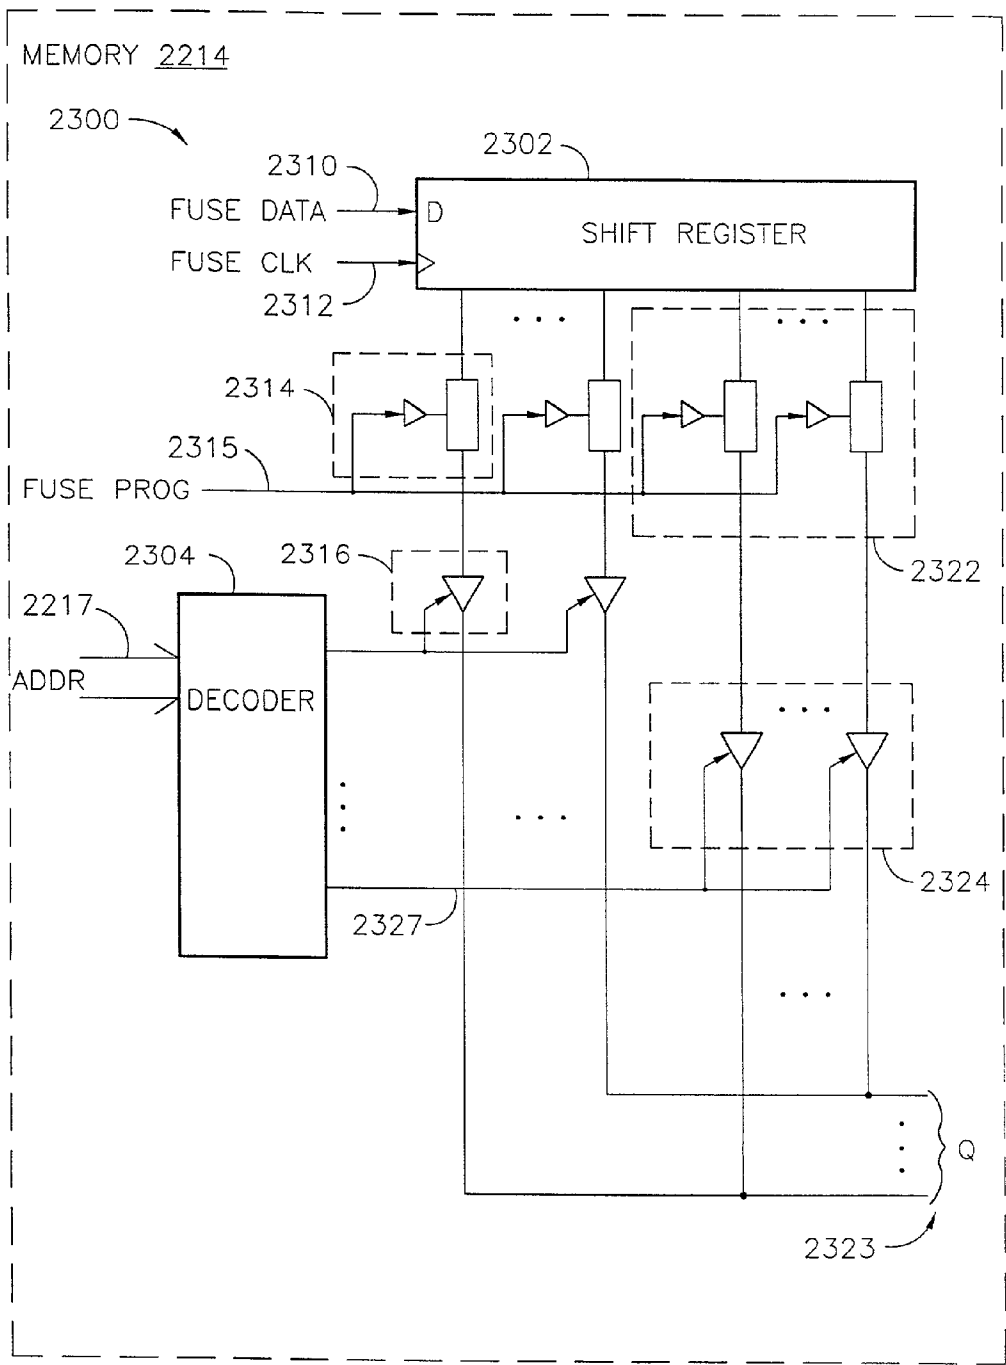 MEMORY 2214
2300
2302
2310
FUSE DATA
D
SHIFT REGISTER
FUSE CLK
2312
2314
2315
FUSE PROG
2316
2304
2322
2217
ADDR
DECODER
2324
2327
Q
2323